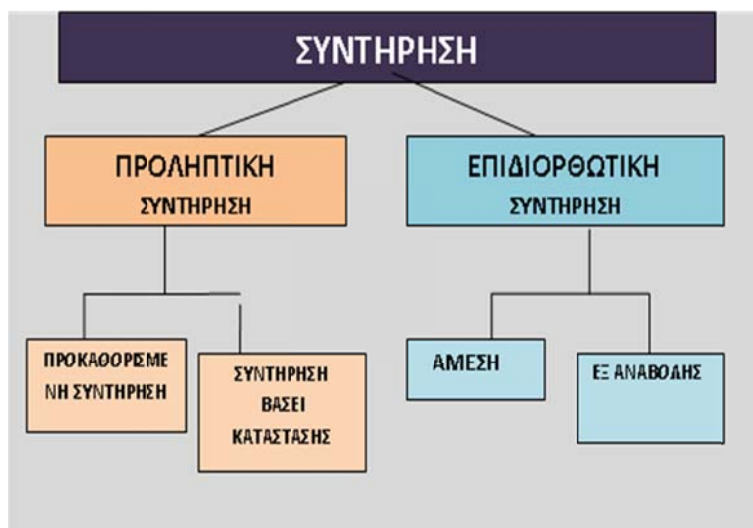 ΣΥΝΤΗΡΗΣΗ
ΠΡΟΛΗΠΤΙΚΗ
ΣΥΝΤΗΡΗΣΗ
ΕΠΙΔΙΟΡΘΩΤΙΚΗ
ΣΥΝΤΗΡΗΣΗ
ΠΡΟΚΑΘΟΡΙΣΜΕ
ΝΗ ΣΥΝΤΗΡΗΣΗ
ΣΥΝΤΗΡΗΣΗ
ΒΑΣΕΙ
ΚΑΤΑΣΤΑΣΗΣ
ΑΜΕΣΗ
ΕΞ ΑΝΑΒΟΛΗΣ